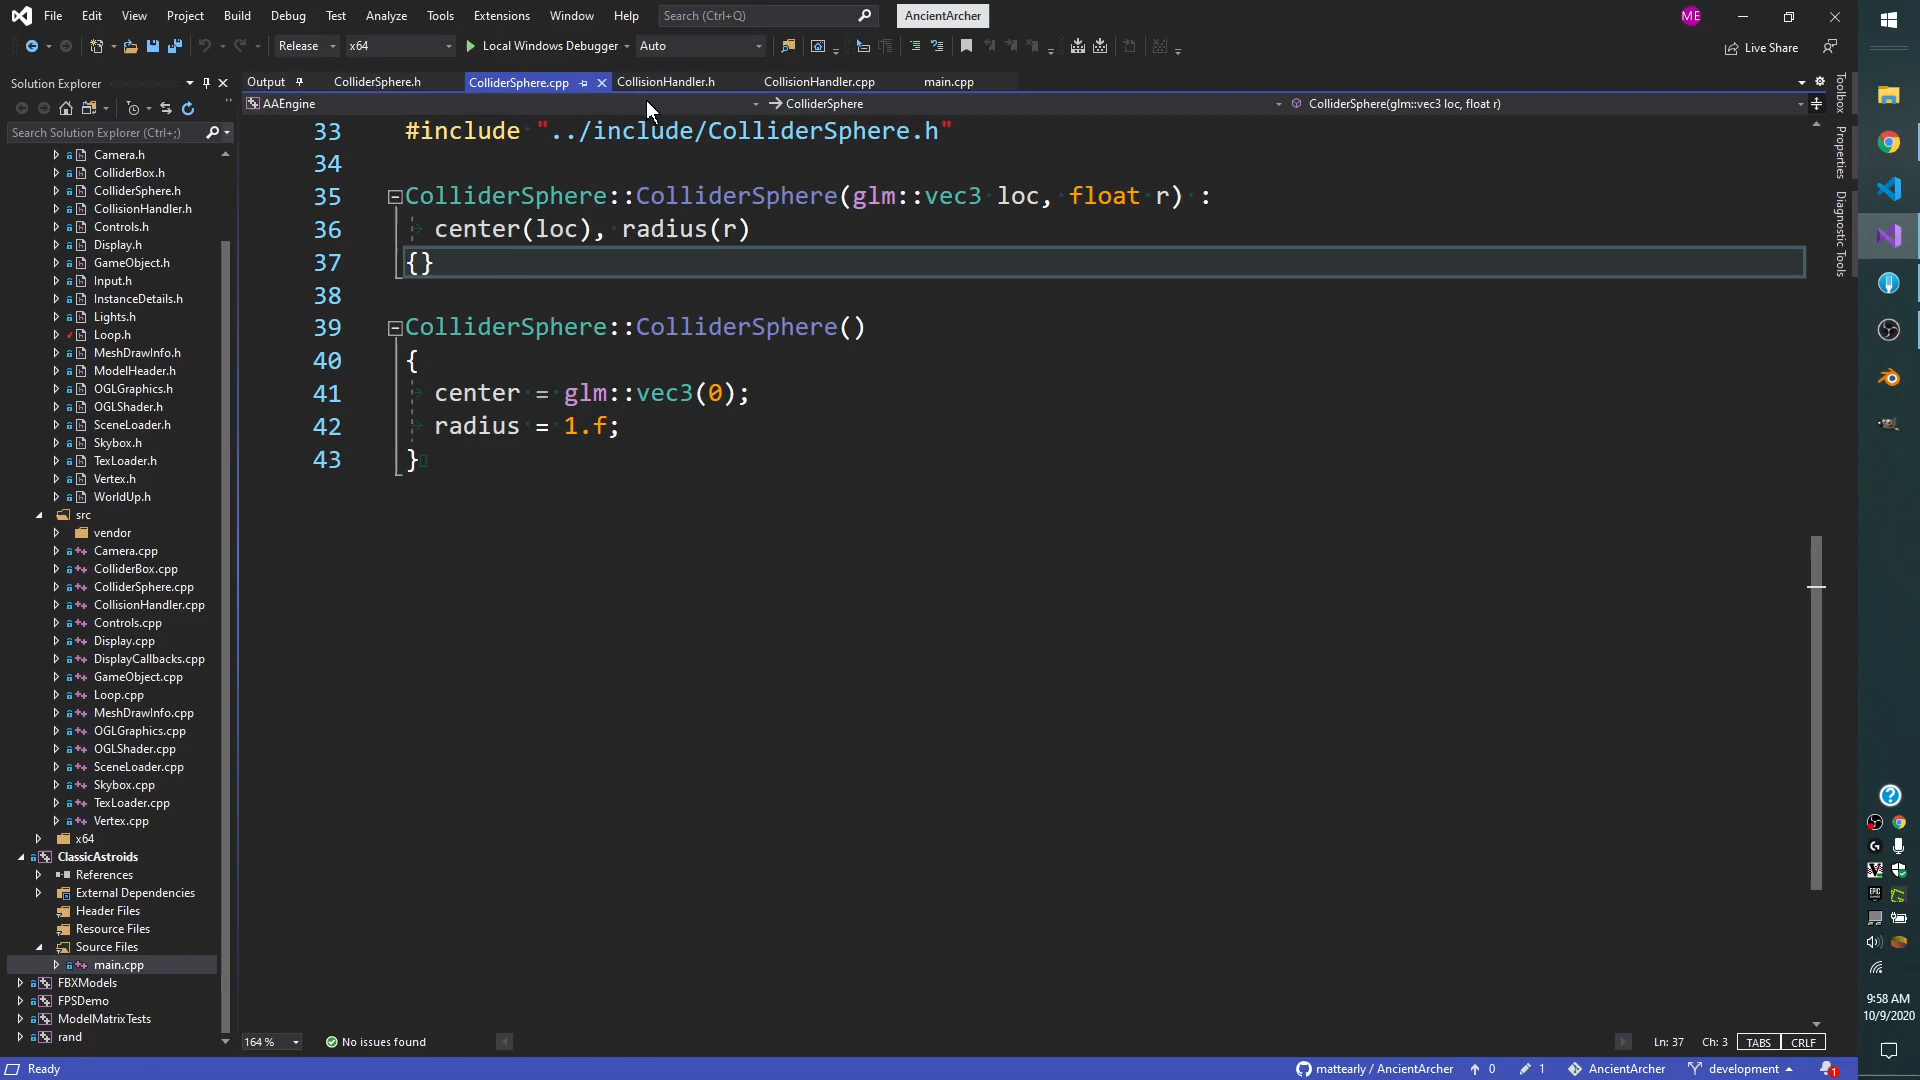 File Edit View Project Build Debug Test Analyze Tools Extensions Window Help Search (Ctrl+Q) AncientArcher ME
Release x64 Local Windows Debugger Auto Live Share
Solution Explorer
Search Solution Explorer (Ctrl+;)
Camera.h
ColliderBox.h
ColliderSphere.h
CollisionHandler.h
Controls.h
Display.h
GameObject.h
Input.h
InstanceDetails.h
Lights.h
Loop.h
MeshDrawInfo.h
ModelHeader.h
OGLGraphics.h
OGLShader.h
SceneLoader.h
Skybox.h
TexLoader.h
Vertex.h
WorldUp.h
src
vendor
Camera.cpp
ColliderBox.cpp
ColliderSphere.cpp
CollisionHandler.cpp
Controls.cpp
Display.cpp
DisplayCallbacks.cpp
GameObject.cpp
Loop.cpp
MeshDrawInfo.cpp
OGLGraphics.cpp
OGLShader.cpp
SceneLoader.cpp
Skybox.cpp
TexLoader.cpp
Vertex.cpp
x64
ClassicAstroids
References
External Dependencies
Header Files
Resource Files
Source Files
main.cpp
FBXModels
FPSDemo
ModelMatrixTests
rand
Output ColliderSphere.h ColliderSphere.cpp CollisionHandler.h CollisionHandler.cpp main.cpp
AAEngine ColliderSphere ColliderSphere(glm::vec3 loc, float r)
33 #include "../include/ColliderSphere.h"
34
35 ColliderSphere::ColliderSphere(glm::vec3 loc, float r) :
36 center(loc), radius(r)
37 {}
38
39 ColliderSphere::ColliderSphere()
40 {
41 center = glm::vec3(0);
42 radius = 1.f;
43 }
164 % No issues found Ln: 37 Ch: 3 TABS CRLF
Ready mattearly / AncientArcher 0 1 AncientArcher development 1
Toolbox
Properties
Diagnostic Tools
EPIC
9:58 AM
10/9/2020